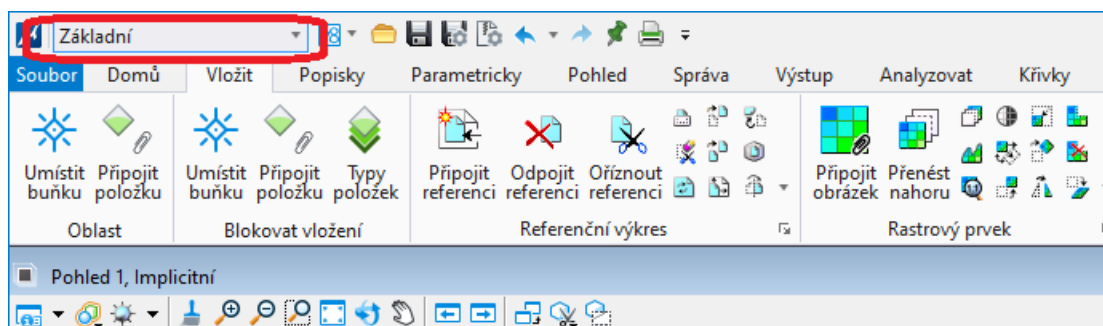 Základní
Soubor Domů Vložit Popisky Parametricky Pohled Správa Výstup Analyzovat Křivky
Umístit buňku
Připojit položku
Umístit buňku
Připojit položku
Typy položek
Připojit referenci
Odpojit referenci
Oříznout referenci
Připojit obrázek
Přenést nahoru
Oblast Blokovat vložení Referenční výkres Rastrový prvek
Pohled 1, Implicitní